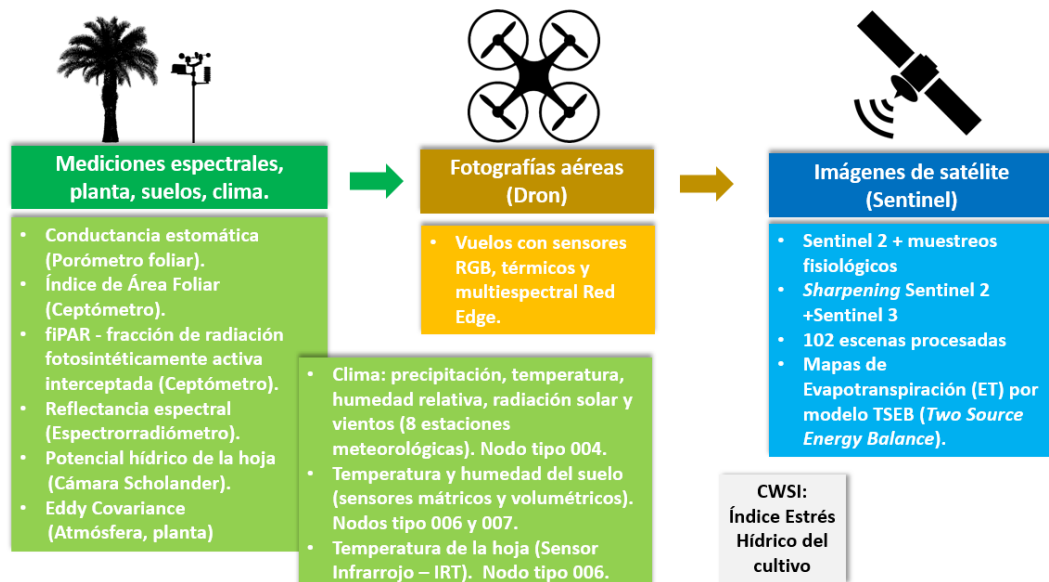 Mediciones espectrales,
planta, suelos, clima.
• Conductancia estomática
(Porómetro foliar).
• Índice de Área Foliar
(Ceptómetro).
• fiPAR - fracción de radiación
fotosintéticamente activa
interceptada (Ceptómetro).
• Reflectancia espectral
(Espectrorradiómetro).
• Potencial hídrico de la hoja
(Cámara Scholander).
• Eddy Covariance
(Atmósfera, planta)
• Clima: precipitación, temperatura,
humedad relativa, radiación solar y
vientos (8 estaciones
meteorológicas). Nodo tipo 004.
• Temperatura y humedad del suelo
(sensores mátricos y volumétricos).
Nodos tipo 006 y 007.
• Temperatura de la hoja (Sensor
Infrarrojo – IRT). Nodo tipo 006.
Fotografías aéreas
(Dron)
• Vuelos con sensores
RGB, térmicos y
multiespectral Red
Edge.
Imágenes de satélite
(Sentinel)
• Sentinel 2 + muestreos
fisiológicos
• Sharpening Sentinel 2
+Sentinel 3
• 102 escenas procesadas
• Mapas de
Evapotranspiración (ET) por
modelo TSEB (Two Source
Energy Balance).
CWSI:
Índice Estrés
Hídrico del
cultivo